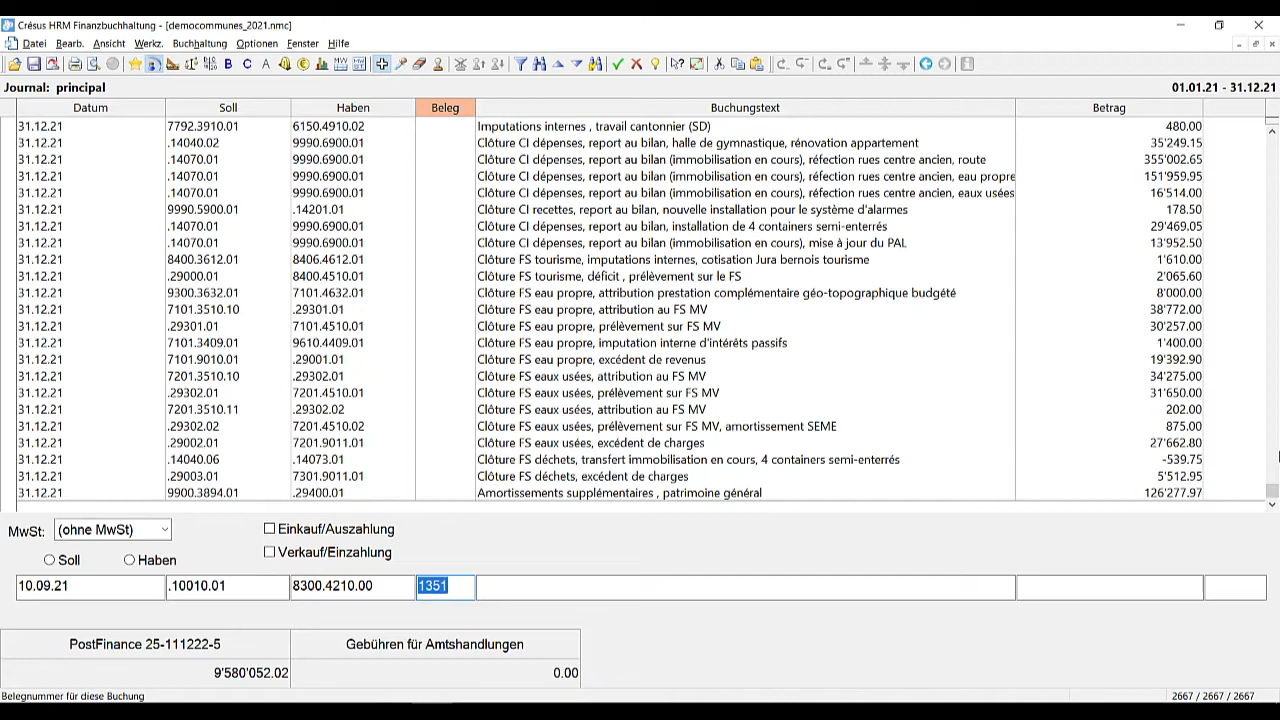 Crésus HRM Finanzbuchhaltung - [democommunes_2021.nmc]
Datei Bearb. Ansicht Werkz. Buchhaltung Optionen Fenster Hilfe
Journal: principal 01.01.21 - 31.12.21
Datum Soll Haben Beleg Buchungstext Betrag
31.12.21 7792.3910.01 6150.4910.02 Imputations internes , travail cantonnier (SD) 480.00
31.12.21 .14040.02 9990.6900.01 Clôture CI dépenses, report au bilan, halle de gymnastique, rénovation appartement 35'249.15
31.12.21 .14070.01 9990.6900.01 Clôture CI dépenses, report au bilan (immobilisation en cours), réfection rues centre ancien, route 355'002.65
31.12.21 .14070.01 9990.6900.01 Clôture CI dépenses, report au bilan (immobilisation en cours), réfection rues centre ancien, eau propre 151'959.95
31.12.21 .14070.01 9990.6900.01 Clôture CI dépenses, report au bilan (immobilisation en cours), réfection rues centre ancien, eaux usées 16'514.00
31.12.21 9990.5900.01 .14201.01 Clôture CI recettes, report au bilan, nouvelle installation pour le système d'alarmes 178.50
31.12.21 .14070.01 9990.6900.01 Clôture CI dépenses, report au bilan, installation de 4 containers semi-enterrés 29'469.05
31.12.21 .14070.01 9990.6900.01 Clôture CI dépenses, report au bilan (immobilisation en cours), mise à jour du PAL 13'952.50
31.12.21 8400.3612.01 8406.4612.01 Clôture FS tourisme, imputations internes, cotisation Jura bernois tourisme 1'610.00
31.12.21 .29000.01 8400.4510.01 Clôture FS tourisme, déficit , prélèvement sur le FS 2'065.60
31.12.21 9300.3632.01 7101.4632.01 Clôture FS eau propre, attribution prestation complémentaire géo-topographique budgété 8'000.00
31.12.21 7101.3510.10 .29301.01 Clôture FS eau propre, attribution au FS MV 38'772.00
31.12.21 .29301.01 7101.4510.01 Clôture FS eau propre, prélèvement sur FS MV 30'257.00
31.12.21 7101.3409.01 9610.4409.01 Clôture FS eau propre, imputation interne d'intérêts passifs 1'400.00
31.12.21 7101.9010.01 .29001.01 Clôture FS eau propre, excédent de revenus 19'392.90
31.12.21 7201.3510.10 .29302.01 Clôture FS eaux usées, attribution au FS MV 34'275.00
31.12.21 .29302.01 7201.4510.01 Clôture FS eaux usées, prélèvement sur FS MV 31'650.00
31.12.21 7201.3510.11 .29302.02 Clôture FS eaux usées, attribution au FS MV 202.00
31.12.21 .29302.02 7201.4510.02 Clôture FS eaux usées, prélèvement sur FS MV, amortissement SEME 875.00
31.12.21 .29002.01 7201.9011.01 Clôture FS eaux usées, excédent de charges 27'662.80
31.12.21 .14040.06 .14073.01 Clôture FS déchets, transfert immobilisation en cours, 4 containers semi-enterrés -539.75
31.12.21 .29003.01 7301.9011.01 Clôture FS déchets, excédent de charges 5'512.95
31.12.21 9900.3894.01 .29400.01 Amortissements supplémentaires , patrimoine général 126'277.97
MwSt: (ohne MwSt) Einkauf/Auszahlung
Verkauf/Einzahlung
Soll Haben
10.09.21 .10010.01 8300.4210.00 1351
PostFinance 25-111222-5 Gebühren für Amtshandlungen
9'580'052.02 0.00
Belegnummer für diese Buchung 2667 / 2667 / 2667